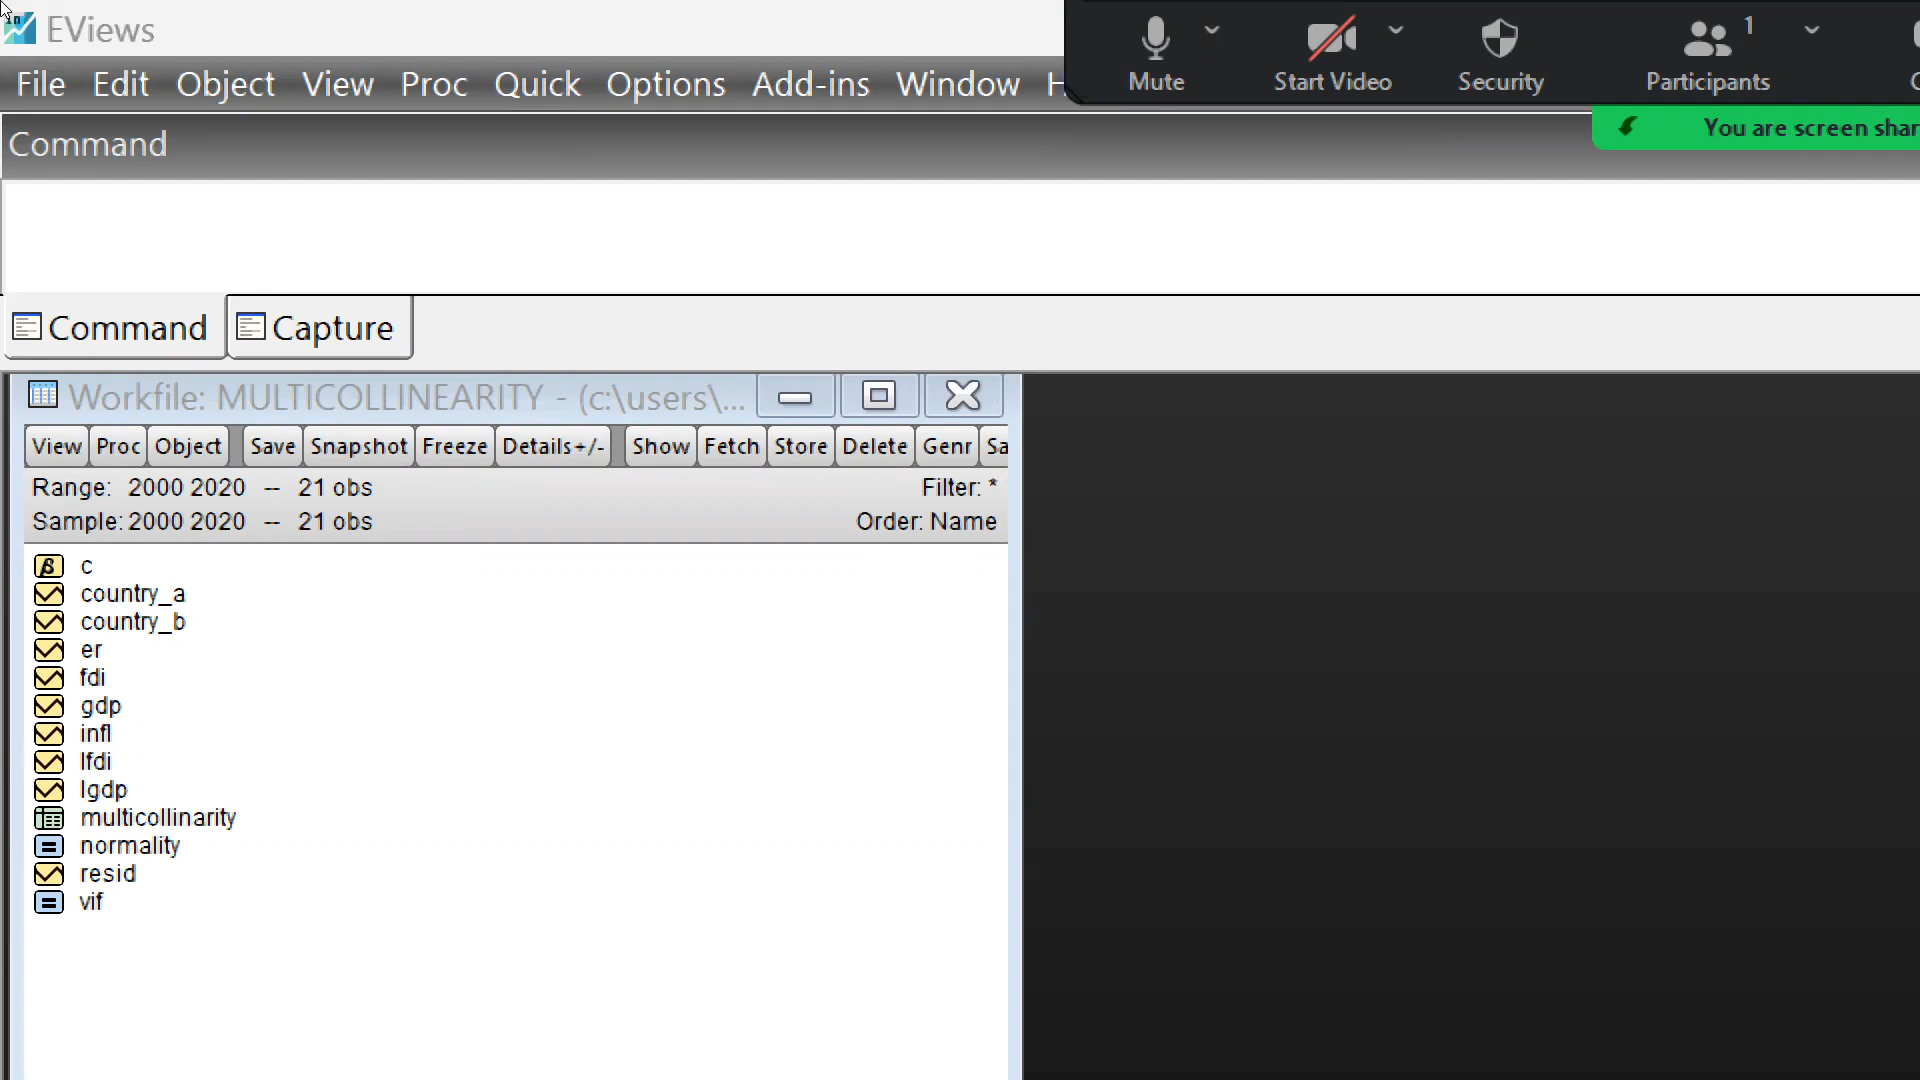 EViews
File Edit Object View Proc Quick Options Add-ins Window
Mute Start Video Security Participants 1
You are screen shar
Command
Command Capture
Workfile: MULTICOLLINEARITY - (c:\users\...
View Proc Object Save Snapshot Freeze Details+/- Show Fetch Store Delete Genr Sa
Range: 2000 2020 -- 21 obs Filter: *
Sample: 2000 2020 -- 21 obs Order: Name
β c
country_a
country_b
er
fdi
gdp
infl
lfdi
lgdp
multicollinarity
normality
resid
vif